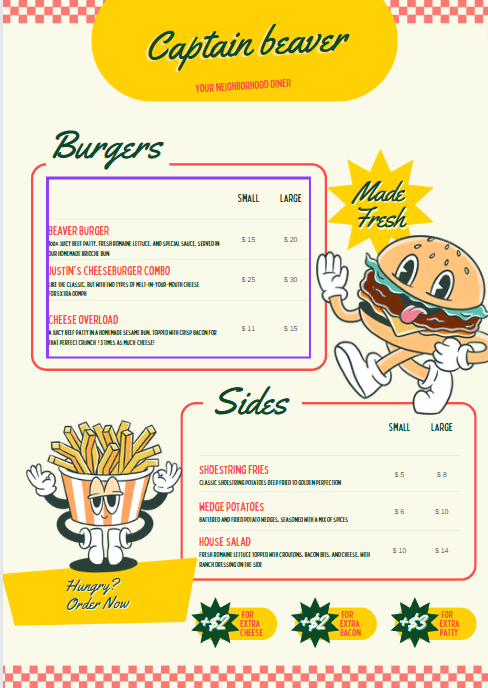 Captain beaver
YOUR NEIGHBORHOOD DINER
Burgers
SMALL LARGE
BEAVER BURGER
100% JUICY BEEF PATTY, FRESH ROMAINE LETTUCE, AND SPECIAL SAUCE, SERVED IN
OUR HOMEMADE BRIOCHE BUN
$ 15 $ 20
JUSTIN'S CHEESEBURGER COMBO
LIKE THE CLASSIC, BUT WITH TWO TYPES OF MELT-IN-YOUR-MOUTH CHEESE
FOR EXTRA OOMPH
$ 25 $ 30
CHEESE OVERLOAD
A JUICY BEEF PATTY IN A HOMEMADE SESAME BUN, TOPPED WITH CRISP BACON FOR
THAT PERFECT CRUNCH + 3 TIMES AS MUCH CHEESE!
$ 11 $ 15
Made
Fresh
Sides
SMALL LARGE
SHOESTRING FRIES
CLASSIC SHOESTRING POTATOES DEEP FRIED TO GOLDEN PERFECTION
$ 5 $ 8
WEDGE POTATOES
BATTERED AND FRIED POTATO WEDGES, SEASONED WITH A MIX OF SPICES
$ 6 $ 10
HOUSE SALAD
FRESH ROMAINE LETTUCE TOPPED WITH CROUTONS, BACON BITS, AND CHEESE, WITH
RANCH DRESSING ON THE SIDE
$ 10 $ 14
Hungry?
Order Now
+$2
FOR
EXTRA
CHEESE
+$2
FOR
EXTRA
BACON
+$3
FOR
EXTRA
PATTY